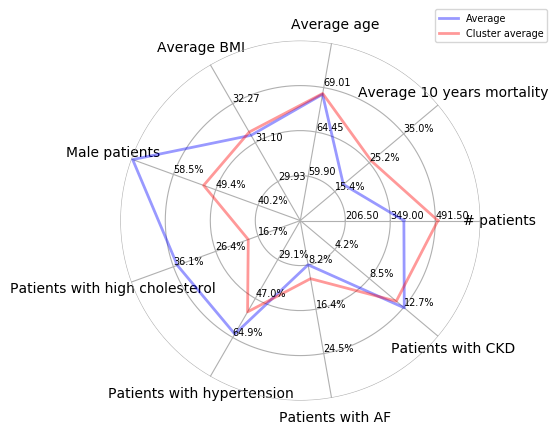 Average age
Average
Cluster average
Average BMI
69.01
Average 10 years mortality
32.27
35.0%
64.45
31.10
Male patients
25.2%
58.5%
59.90
29.93
49.4%
15.4%
40.2%
206.50
349.00
491.50
# patients
16.7%
26.4%
4.2%
29.1%
8.2%
36.1%
8.5%
Patients with high cholesterol
47.0%
16.4%
12.7%
64.9%
24.5%
Patients with CKD
Patients with hypertension
Patients with AF